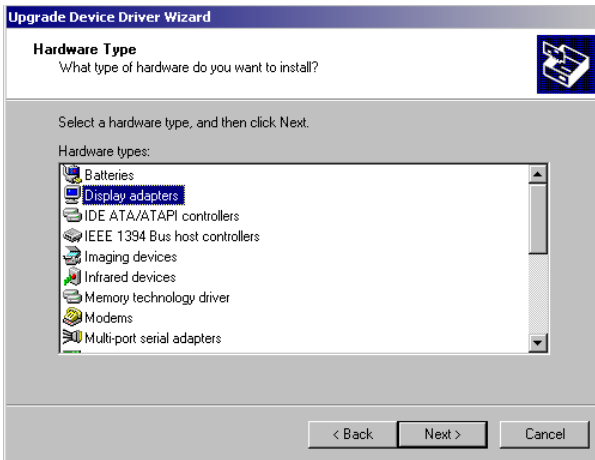 Upgrade Device Driver Wizard
Hardware Type
What type of hardware do you want to install?
Select a hardware type, and then click Next.
Hardware types:
Batteries
Display adapters
IDE ATA/ATAPI controllers
IEEE 1394 Bus host controllers
Imaging devices
Infrared devices
Memory technology driver
Modems
Multi-port serial adapters
< Back Next > Cancel